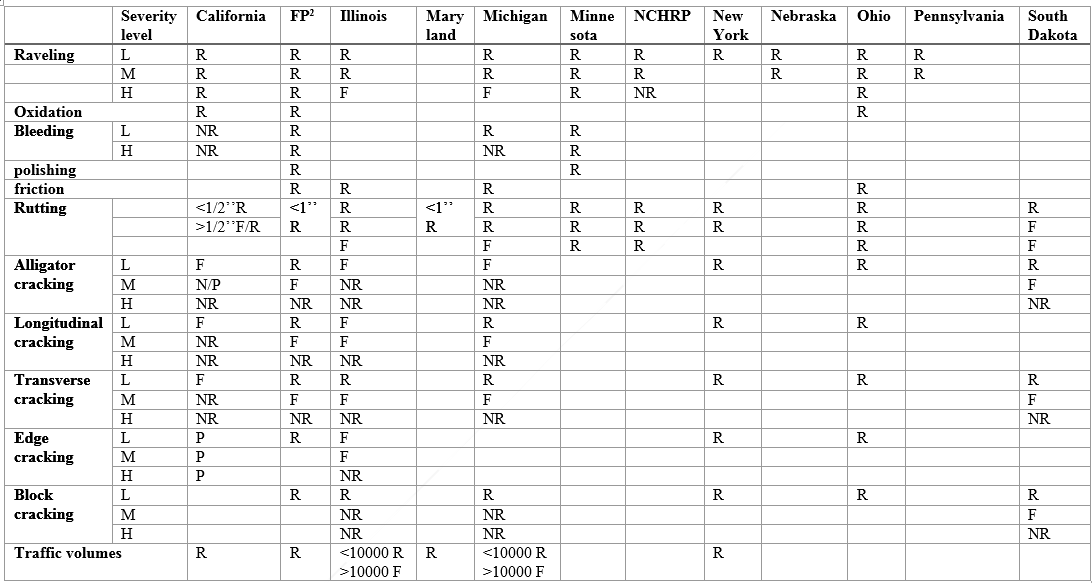 Severity level California FP² Illinois Mary land Michigan Minne sota NCHRP New York Nebraska Ohio Pennsylvania South Dakota
Raveling L R R R R R R R R R R
M R R R R R R R R R
H R R F F R NR R
Oxidation R R R
Bleeding L NR R R R
H NR R NR R
polishing R R
friction R R R R
Rutting <1/2’’R <1’’ R <1’’ R R R R R R
>1/2’’F/R R R R R R R R R F
F F R R R F
Alligator cracking L F R F F R R R
M N/P F NR NR F
H NR NR NR NR NR
Longitudinal cracking L F R F R R R
M NR F F F
H NR NR NR NR
Transverse cracking L F R R R R R R
M NR F F F F
H NR NR NR NR NR
Edge cracking L P R F R R
M P F
H P NR
Block cracking L R R R R R R
M NR NR F
H NR NR NR
Traffic volumes R R <10000 R R <10000 R R
>10000 F >10000 F